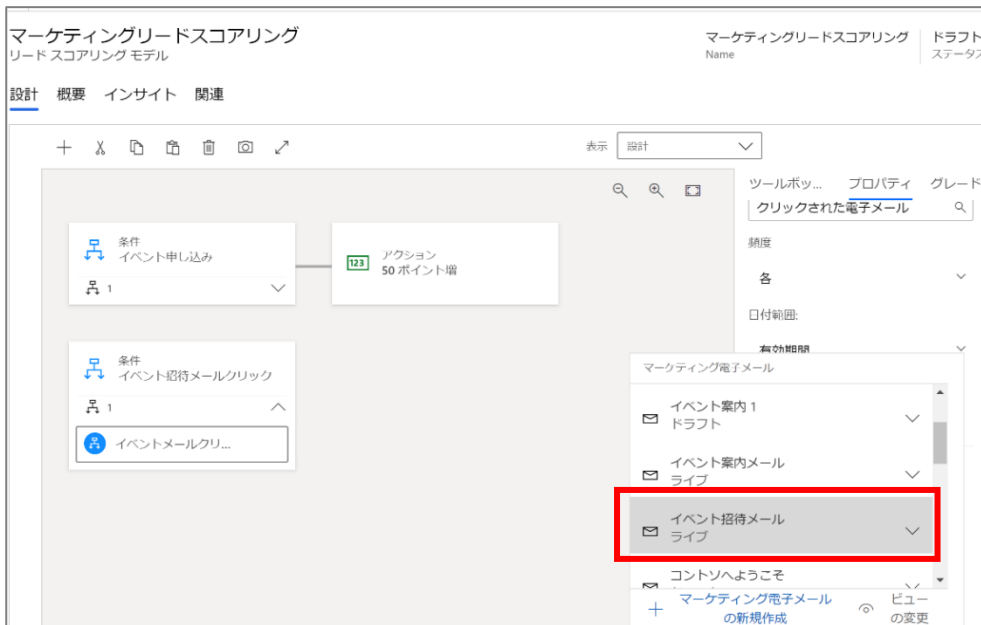 マーケティングリードスコアリング
リード スコアリング モデル
マーケティングリードスコアリング
Name
ドラフト
ステータス
設計 概要 インサイト 関連
表示 設計
ツールボッ... プロパティ グレード
クリックされた電子メール
頻度
各
日付範囲:
有効期間
条件
イベント申し込み
1
アクション
123
50 ポイント増
条件
イベント招待メールクリック
1
イベントメールクリ...
マーケティング電子メール
イベント案内 1
ドラフト
イベント案内メール
ライブ
イベント招待メール
ライブ
コントソへようこそ
マーケティング電子メール
の新規作成
ビュー
の変更